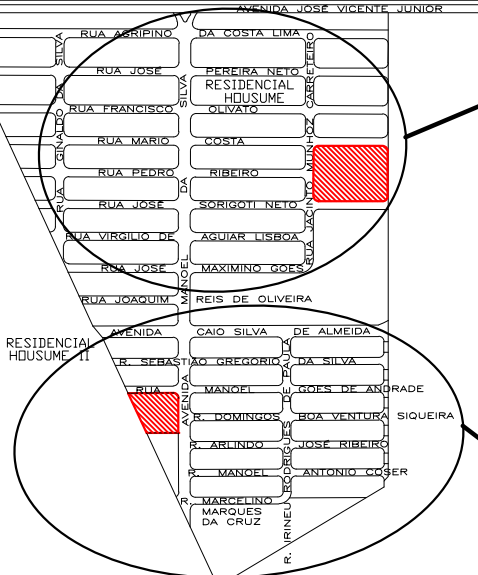 AVENIDA JOSÉ VICENTE JUNIOR
RUA AGRIPINO DA COSTA LIMA
RUA JOSÉ PEREIRA NETO
RESIDENCIAL
HOUSUME
RUA FRANCISCO OLIVATO
RUA MARIO COSTA
RUA PEDRO RIBEIRO
RUA JOSÉ SORIGOTI NETO
RUA VIRGILIO DE AGUIAR LISBOA
RUA JOSÉ MAXIMINO GOES
RUA JOAQUIM REIS DE OLIVEIRA
RUA GINALDO DA SILVA
AVENIDA MANOEL DA SILVA
RUA JACINTO MUNHOZ CARRETEIRO
AVENIDA CAIO SILVA DE ALMEIDA
RESIDENCIAL
HOUSUME II
R. SEBASTIAO GREGORIO DA SILVA
RUA MANOEL GOES DE ANDRADE
R. DOMINGOS BOA VENTURA SIQUEIRA
R. ARLINDO JOSÉ RIBEIRO
R. MANOEL ANTONIO COSER
R. MARCELINO
MARQUES
DA CRUZ
R. IRINEU RODRIGUES DE PAULA